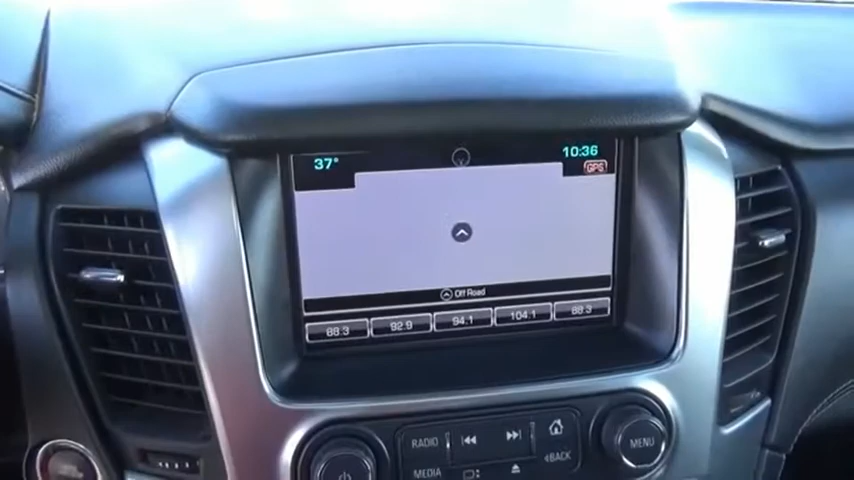 37°
10:36
GPS
Off Road
88.3 92.9 94.1 104.1 88.3
RADIO
MEDIA
BACK
MENU